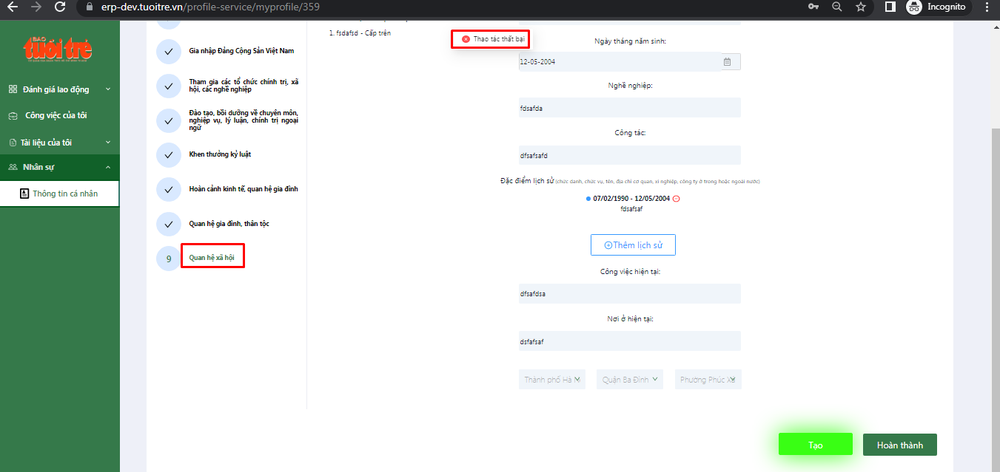 erp-dev.tuoitre.vn/profile-service/myprofile/359
Incognito
BÁO
tuổi trẻ
Đánh giá lao động
Công việc của tôi
Tài liệu của tôi
Nhân sự
Thông tin cá nhân
Gia nhập Đảng Cộng Sản Việt Nam
Tham gia các tổ chức chính trị, xã
hội, các nghề nghiệp
Đào tạo, bồi dưỡng về chuyên môn,
nghiệp vụ, lý luận, chính trị ngoại
ngữ
Khen thưởng kỷ luật
Hoàn cảnh kinh tế, quan hệ gia đình
Quan hệ gia đình, thân tộc
9
Quan hệ xã hội
1. fsdafsd - Cấp trên
Thao tác thất bại
Ngày tháng năm sinh:
12-05-2004
Nghề nghiệp:
fdsafda
Công tác:
dfsafsafd
Đặc điểm lịch sử (chức danh, chức vụ, tên, địa chỉ cơ quan, xí nghiệp, công ty ở trong hoặc ngoài nước)
07/02/1990 - 12/05/2004
fdsafsaf
Thêm lịch sử
Công việc hiện tại:
dfsafdsa
Nơi ở hiện tại:
dsfafsaf
Thành phố Hà
Quận Ba Đình
Phường Phúc Xá
Tạo
Hoàn thành